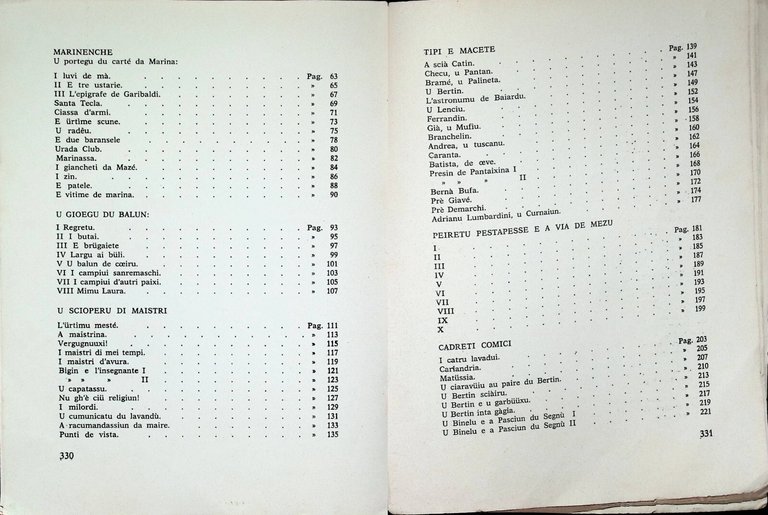 MARINENCHE
U portegu du carté da Marina:
I luvi de mà. Pag. 63
II E tre ustarie. » 65
III L'epigrafe di Garibaldi. » 67
Santa Tecla. » 69
Ciassa d'armi. » 71
E ürtime scune. » 73
U radëu. » 75
E due baransele » 78
Urada Club. » 80
Marinassa. » 82
I giancheti da Mazé. » 84
I zin. » 86
E patele. » 88
E vitime de marina. » 90
U GIOEGU DU BALUN:
I Regretu. Pag. 93
II I butai. » 95
III E brügaiete » 97
IV Largu ai büli. » 99
V U balun de cœiru. » 101
VI I campiui sanremaschi. » 103
VII I campiui d'autri paixi. » 105
VIII Mimu Laura. » 107
U SCIOPERU DI MAISTRI
L'ürtimu mesté. Pag. 111
A maistrina. » 113
Vergugnuuxi! » 115
I maistri di mei tempi. » 117
I maistri d'avura. » 119
Bigin e l'insegnante I » 121
» » » II » 123
U capatassu. » 125
Nu gh'è ciü religiun! » 127
I milordi. » 129
U cumunicatu du lavandù. » 131
A racumandassiun da maire. » 133
Punti de vista. » 135
330
TIPI E MACETE
A scià Catin. Pag. 139
Checu, u Pantan. » 141
Bramé, u Palineta. » 143
U Bertin. » 147
L'astronumu de Baiardu. » 149
U Lenciu. » 152
Ferrandin. » 154
Già, u Mufiu. » 156
Branchelin. » 158
Andrea, u tuscanu. » 160
Caranta. » 162
Batista, de œve. » 164
Presin de Pantaixina I » 166
» » » II » 168
Bernà Bufa. » 170
Prè Giavé. » 172
Prè Demarchi. » 174
Adrianu Lumbardini, u Curnaiun. » 177
PEIRETU PESTAPESSE E A VIA DE MEZU
I Pag. 181
II » 183
III » 185
IV » 187
V » 189
VI » 191
VII » 193
VIII » 195
IX » 197
X » 199
CADRETI COMICI
I catru lavadui. Pag. 203
Carlandria. » 205
Matüssia. » 207
U ciaravüiu au paire du Bertin. » 210
U Bertin sciàiru. » 213
U Bertin e u garbüüxu. » 215
U Bertin inta gàgia. » 217
U Binelu e a Pasciun du Segnù I » 219
U Binelu e a Pasciun du Segnù II » 221
331